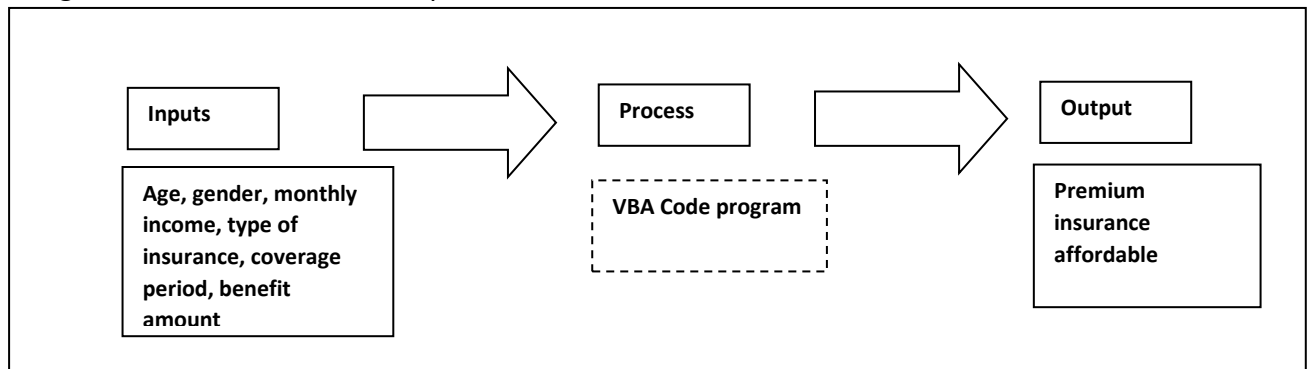 Inputs
Age, gender, monthly
income, type of
insurance, coverage
period, benefit
amount
Process
VBA Code program
Output
Premium
insurance
affordable